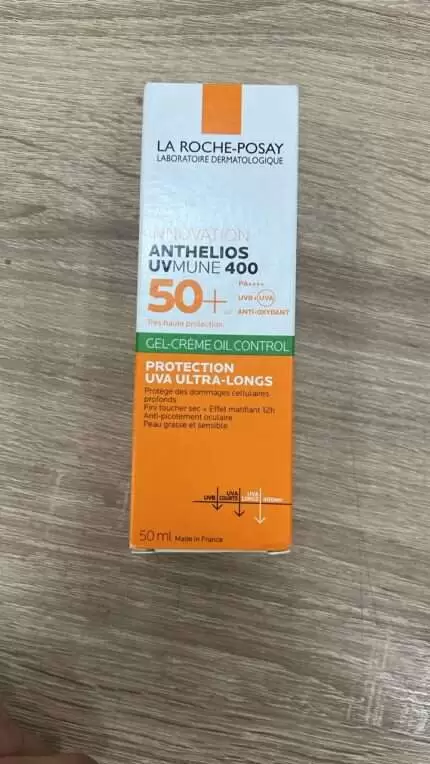 LA ROCHE-POSAY
LABORATOIRE DERMATOLOGIQUE
INNOVATION
ANTHELIOS
UVMUNE 400
50+
PA++++
UVB+UVA
ANTI-OXYDANT
Très haute protection
GEL-CRÈME OIL CONTROL
PROTECTION
UVA ULTRA-LONGS
Protège des dommages cellulaires
profonds
Fini toucher sec + Effet matifiant 12h
Anti-picotement oculaire
Peau grasse et sensible
UVB
UVA
COURTS
UVA
LONGS
50 ml Made in France